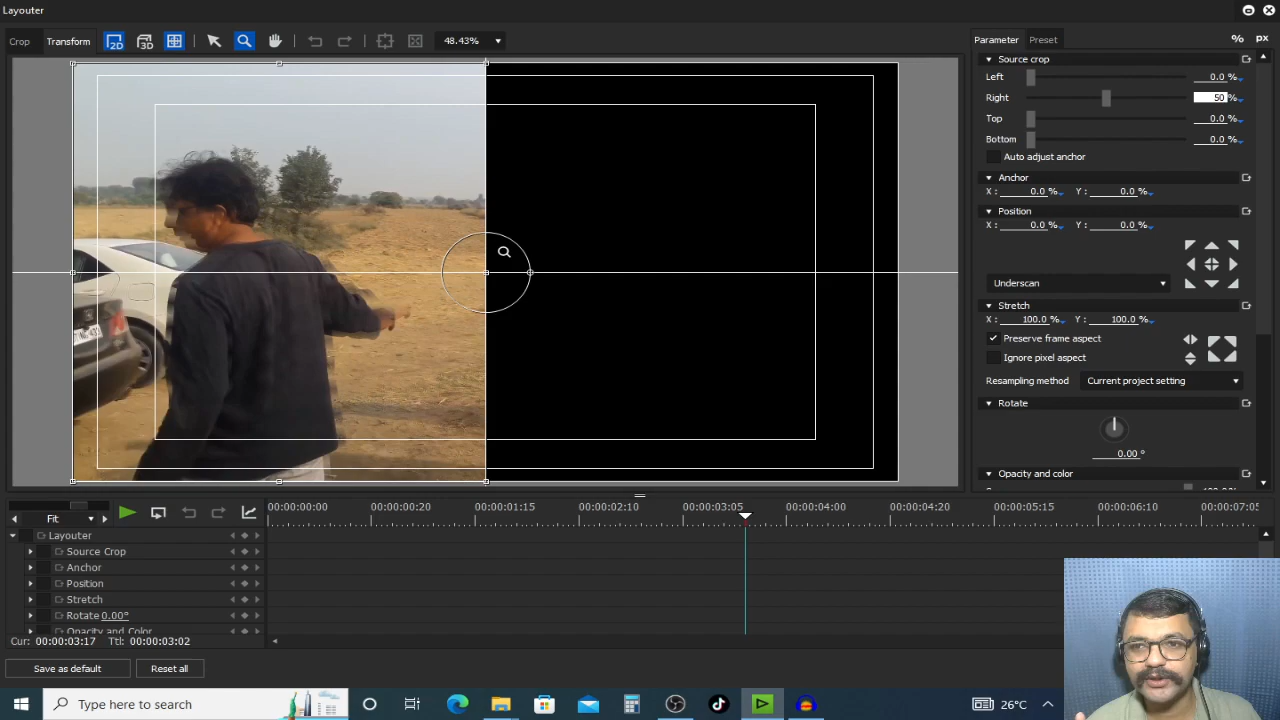 Layouter
Crop Transform 2D 3D 48.43% Parameter Preset % px
Source crop
Left 0.0 %
Right 50 %
Top 0.0 %
Bottom 0.0 %
Auto adjust anchor
Anchor
X : 0.0 % Y : 0.0 %
Position
X : 0.0 % Y : 0.0 %
Underscan
Stretch
X : 100.0 % Y : 100.0 %
Preserve frame aspect
Ignore pixel aspect
Resampling method Current project setting
Rotate
0.00 °
Opacity and color
Fit 00:00:00:00 00:00:00:20 00:00:01:15 00:00:02:10 00:00:03:05 00:00:04:00 00:00:04:20 00:00:05:15 00:00:06:10 00:00:07:05
Layouter
Source Crop
Anchor
Position
Stretch
Rotate 0.00°
Opacity and Color
Cur: 00:00:03:17 Ttl: 00:00:03:02
Save as default Reset all
Type here to search 26°C